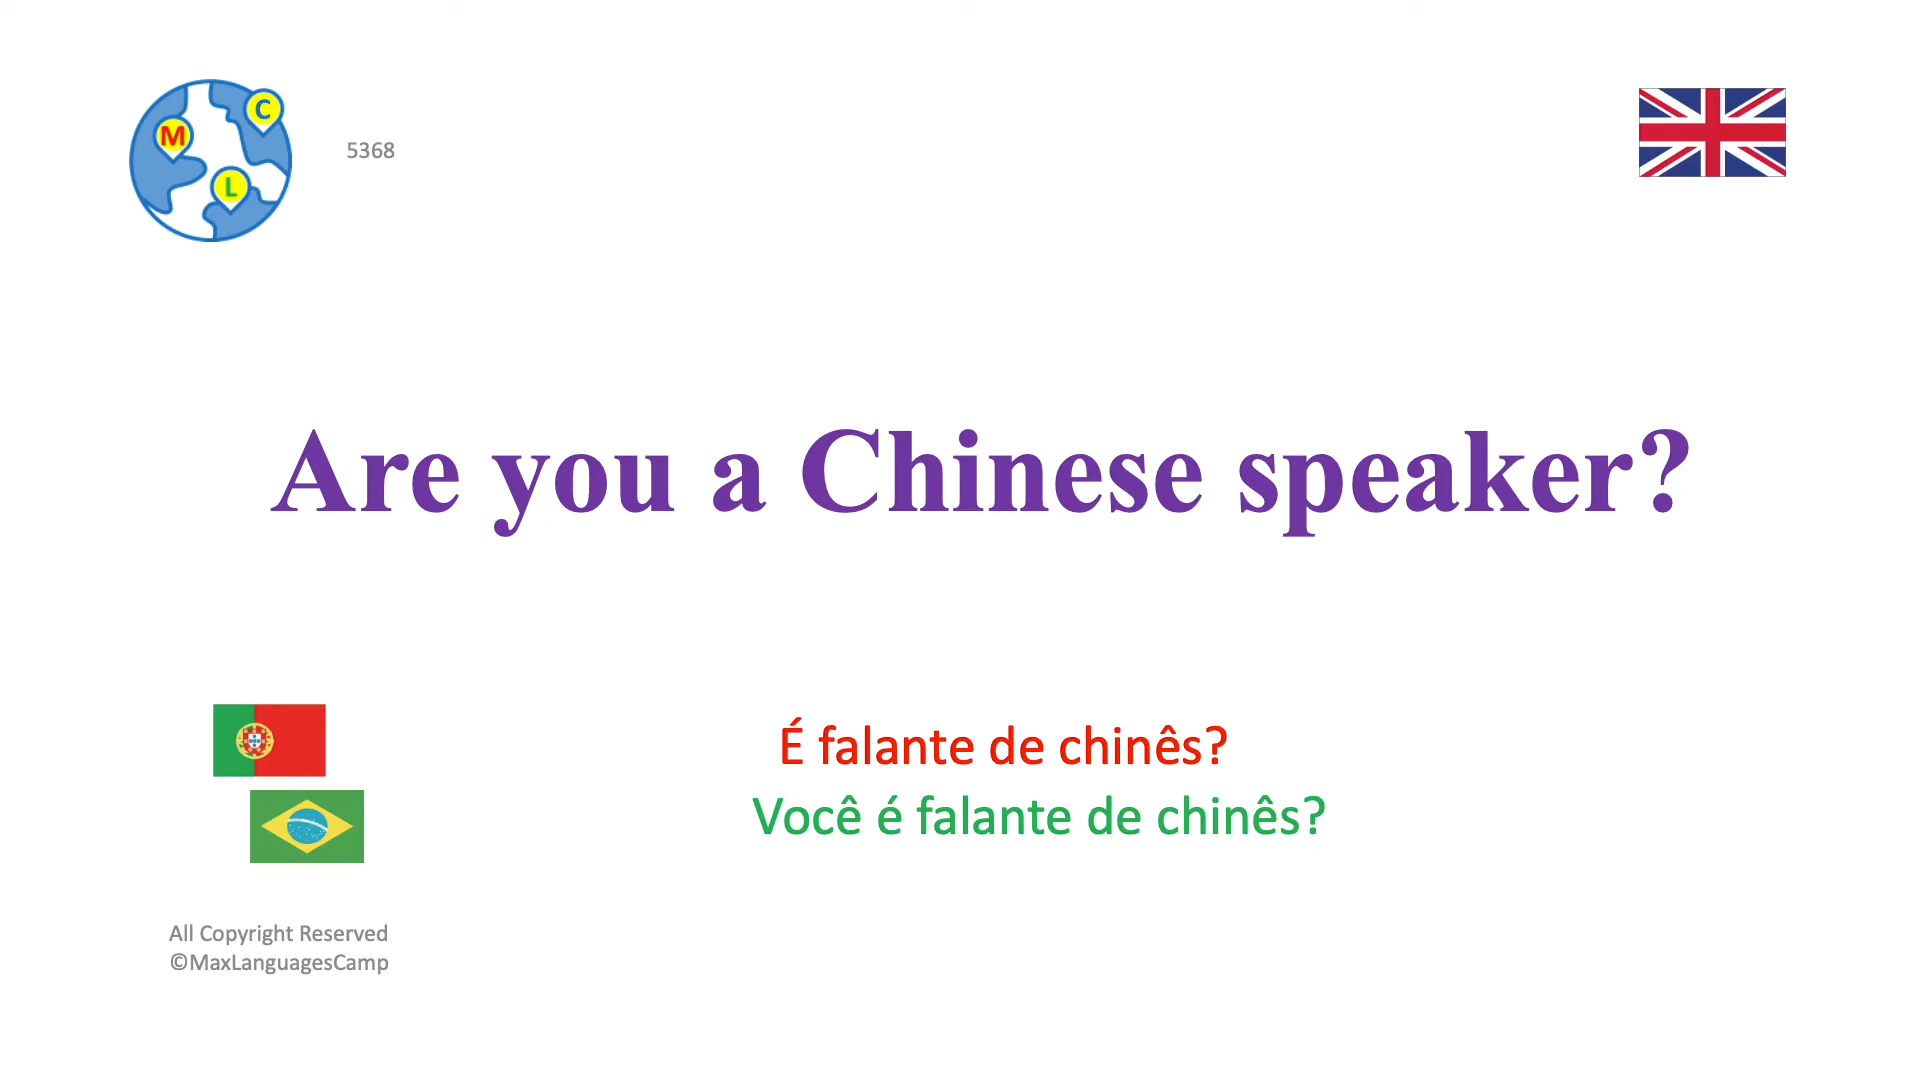 C
M
L
5368
Are you a Chinese speaker?
É falante de chinês?
Você é falante de chinês?
All Copyright Reserved
©MaxLanguagesCamp